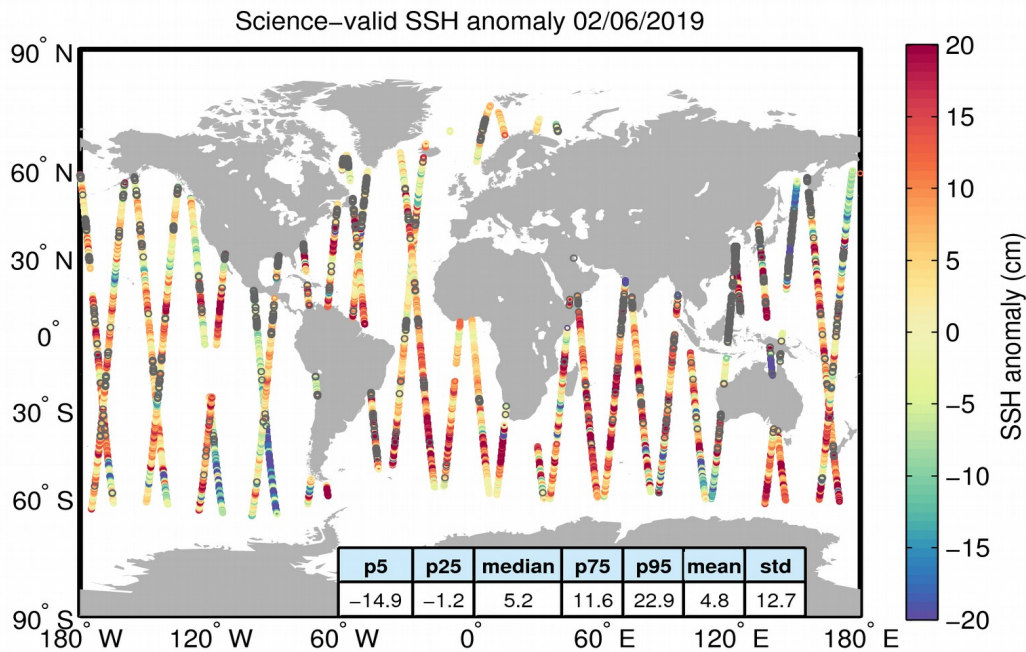 Science−valid SSH anomaly 02/06/2019
90° N
60° N
30° N
0°
30° S
60° S
90° S
180° W
120° W
60° W
0°
60° E
120° E
180° E
p5 p25 median p75 p95 mean std
−14.9 −1.2 5.2 11.6 22.9 4.8 12.7
20
15
10
5
0
−5
−10
−15
−20
SSH anomaly (cm)